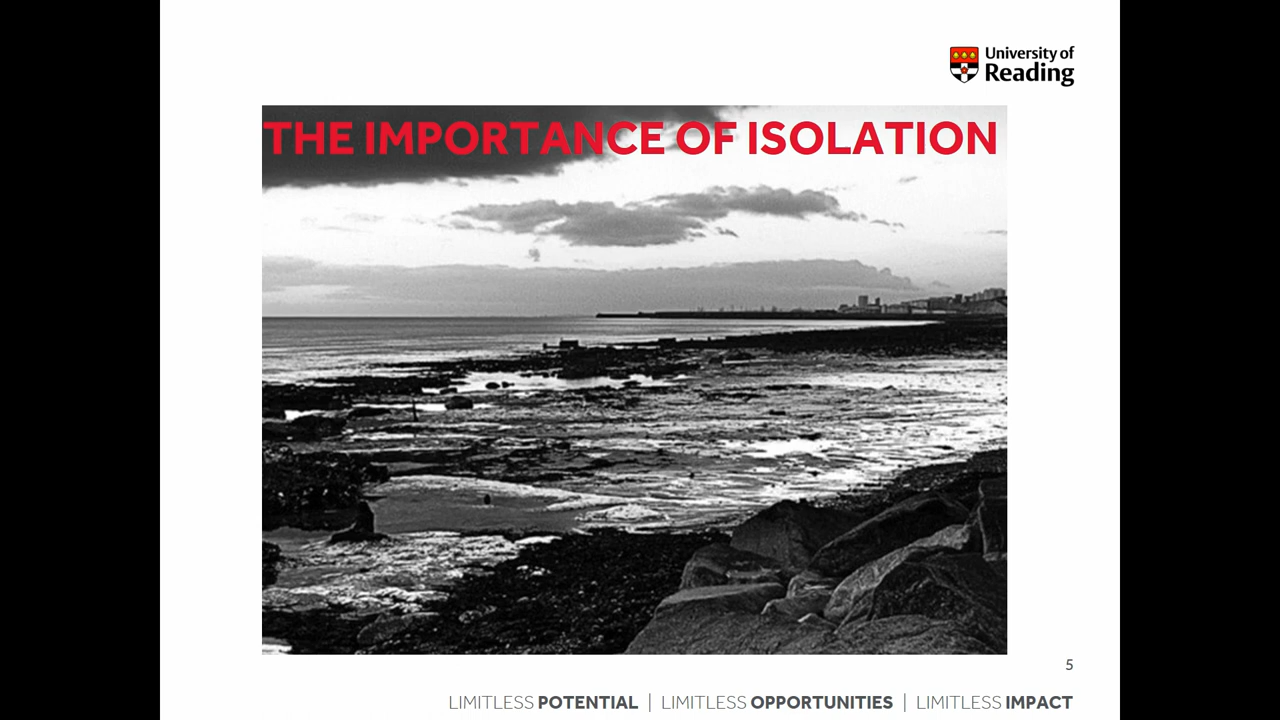 University of
Reading
THE IMPORTANCE OF ISOLATION
5
LIMITLESS POTENTIAL | LIMITLESS OPPORTUNITIES | LIMITLESS IMPACT